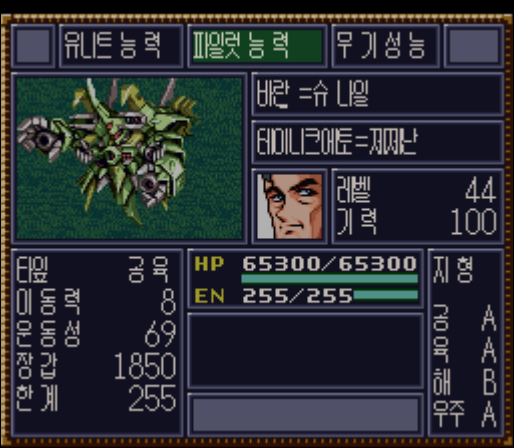 유니트능력 파일럿능력 무기성능
바란=슈 나일
테이니크에토=재찌난
레벨 44
기력 100
타입 공육
이동력 8
운동성 69
장갑 1850
한계 255
HP 65300/65300
EN 255/255
지형
공 A
육 A
해 B
우주 A